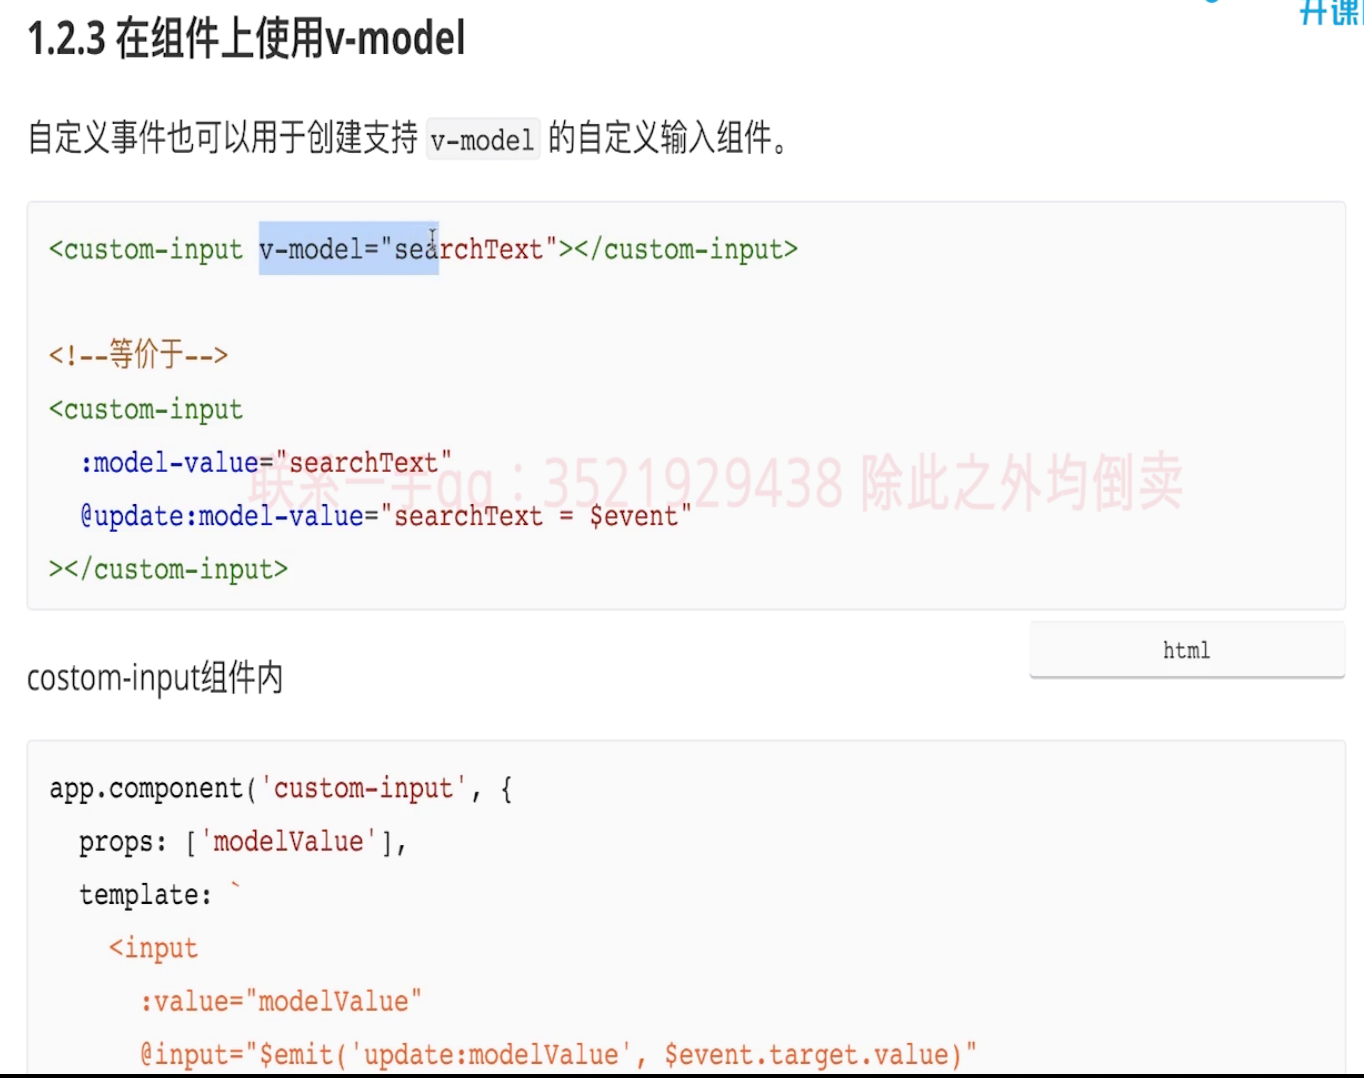 开课
1.2.3 在组件上使用v-model
自定义事件也可以用于创建支持 v-model 的自定义输入组件。
<custom-input v-model="searchText"></custom-input>
<!--等价于-->
<custom-input
:model-value="searchText"
@update:model-value="searchText = $event"
></custom-input>
联系一手qq：3521929438 除此之外均倒卖
html
costom-input组件内
app.component('custom-input', {
props: ['modelValue'],
template: `
<input
:value="modelValue"
@input="$emit('update:modelValue', $event.target.value)"